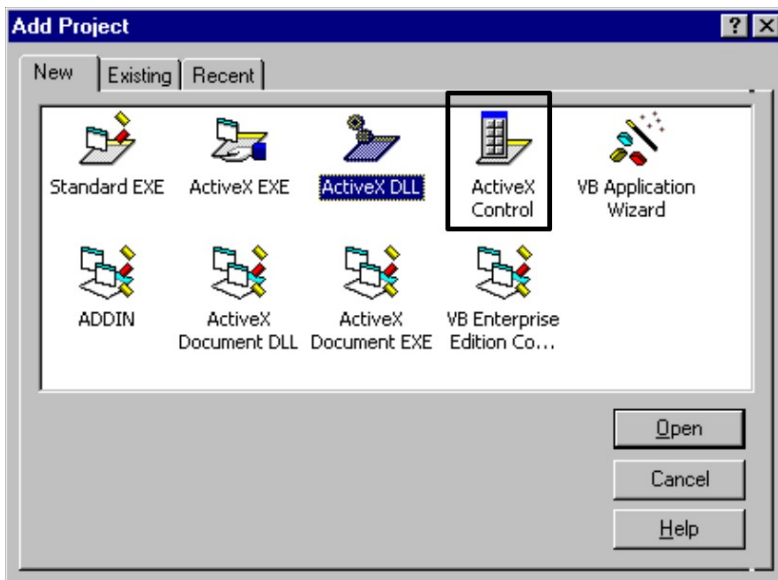 Add Project
New Existing Recent
Standard EXE ActiveX EXE ActiveX DLL ActiveX Control VB Application Wizard
ADDIN ActiveX Document DLL ActiveX Document EXE VB Enterprise Edition Co...
Open
Cancel
Help